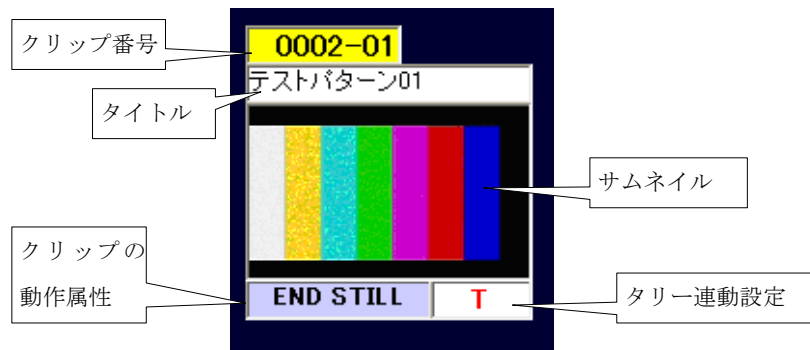 クリップ番号
0002-01
テストパターン01
タイトル
サムネイル
クリップの
動作属性
END STILL
T
タリー連動設定